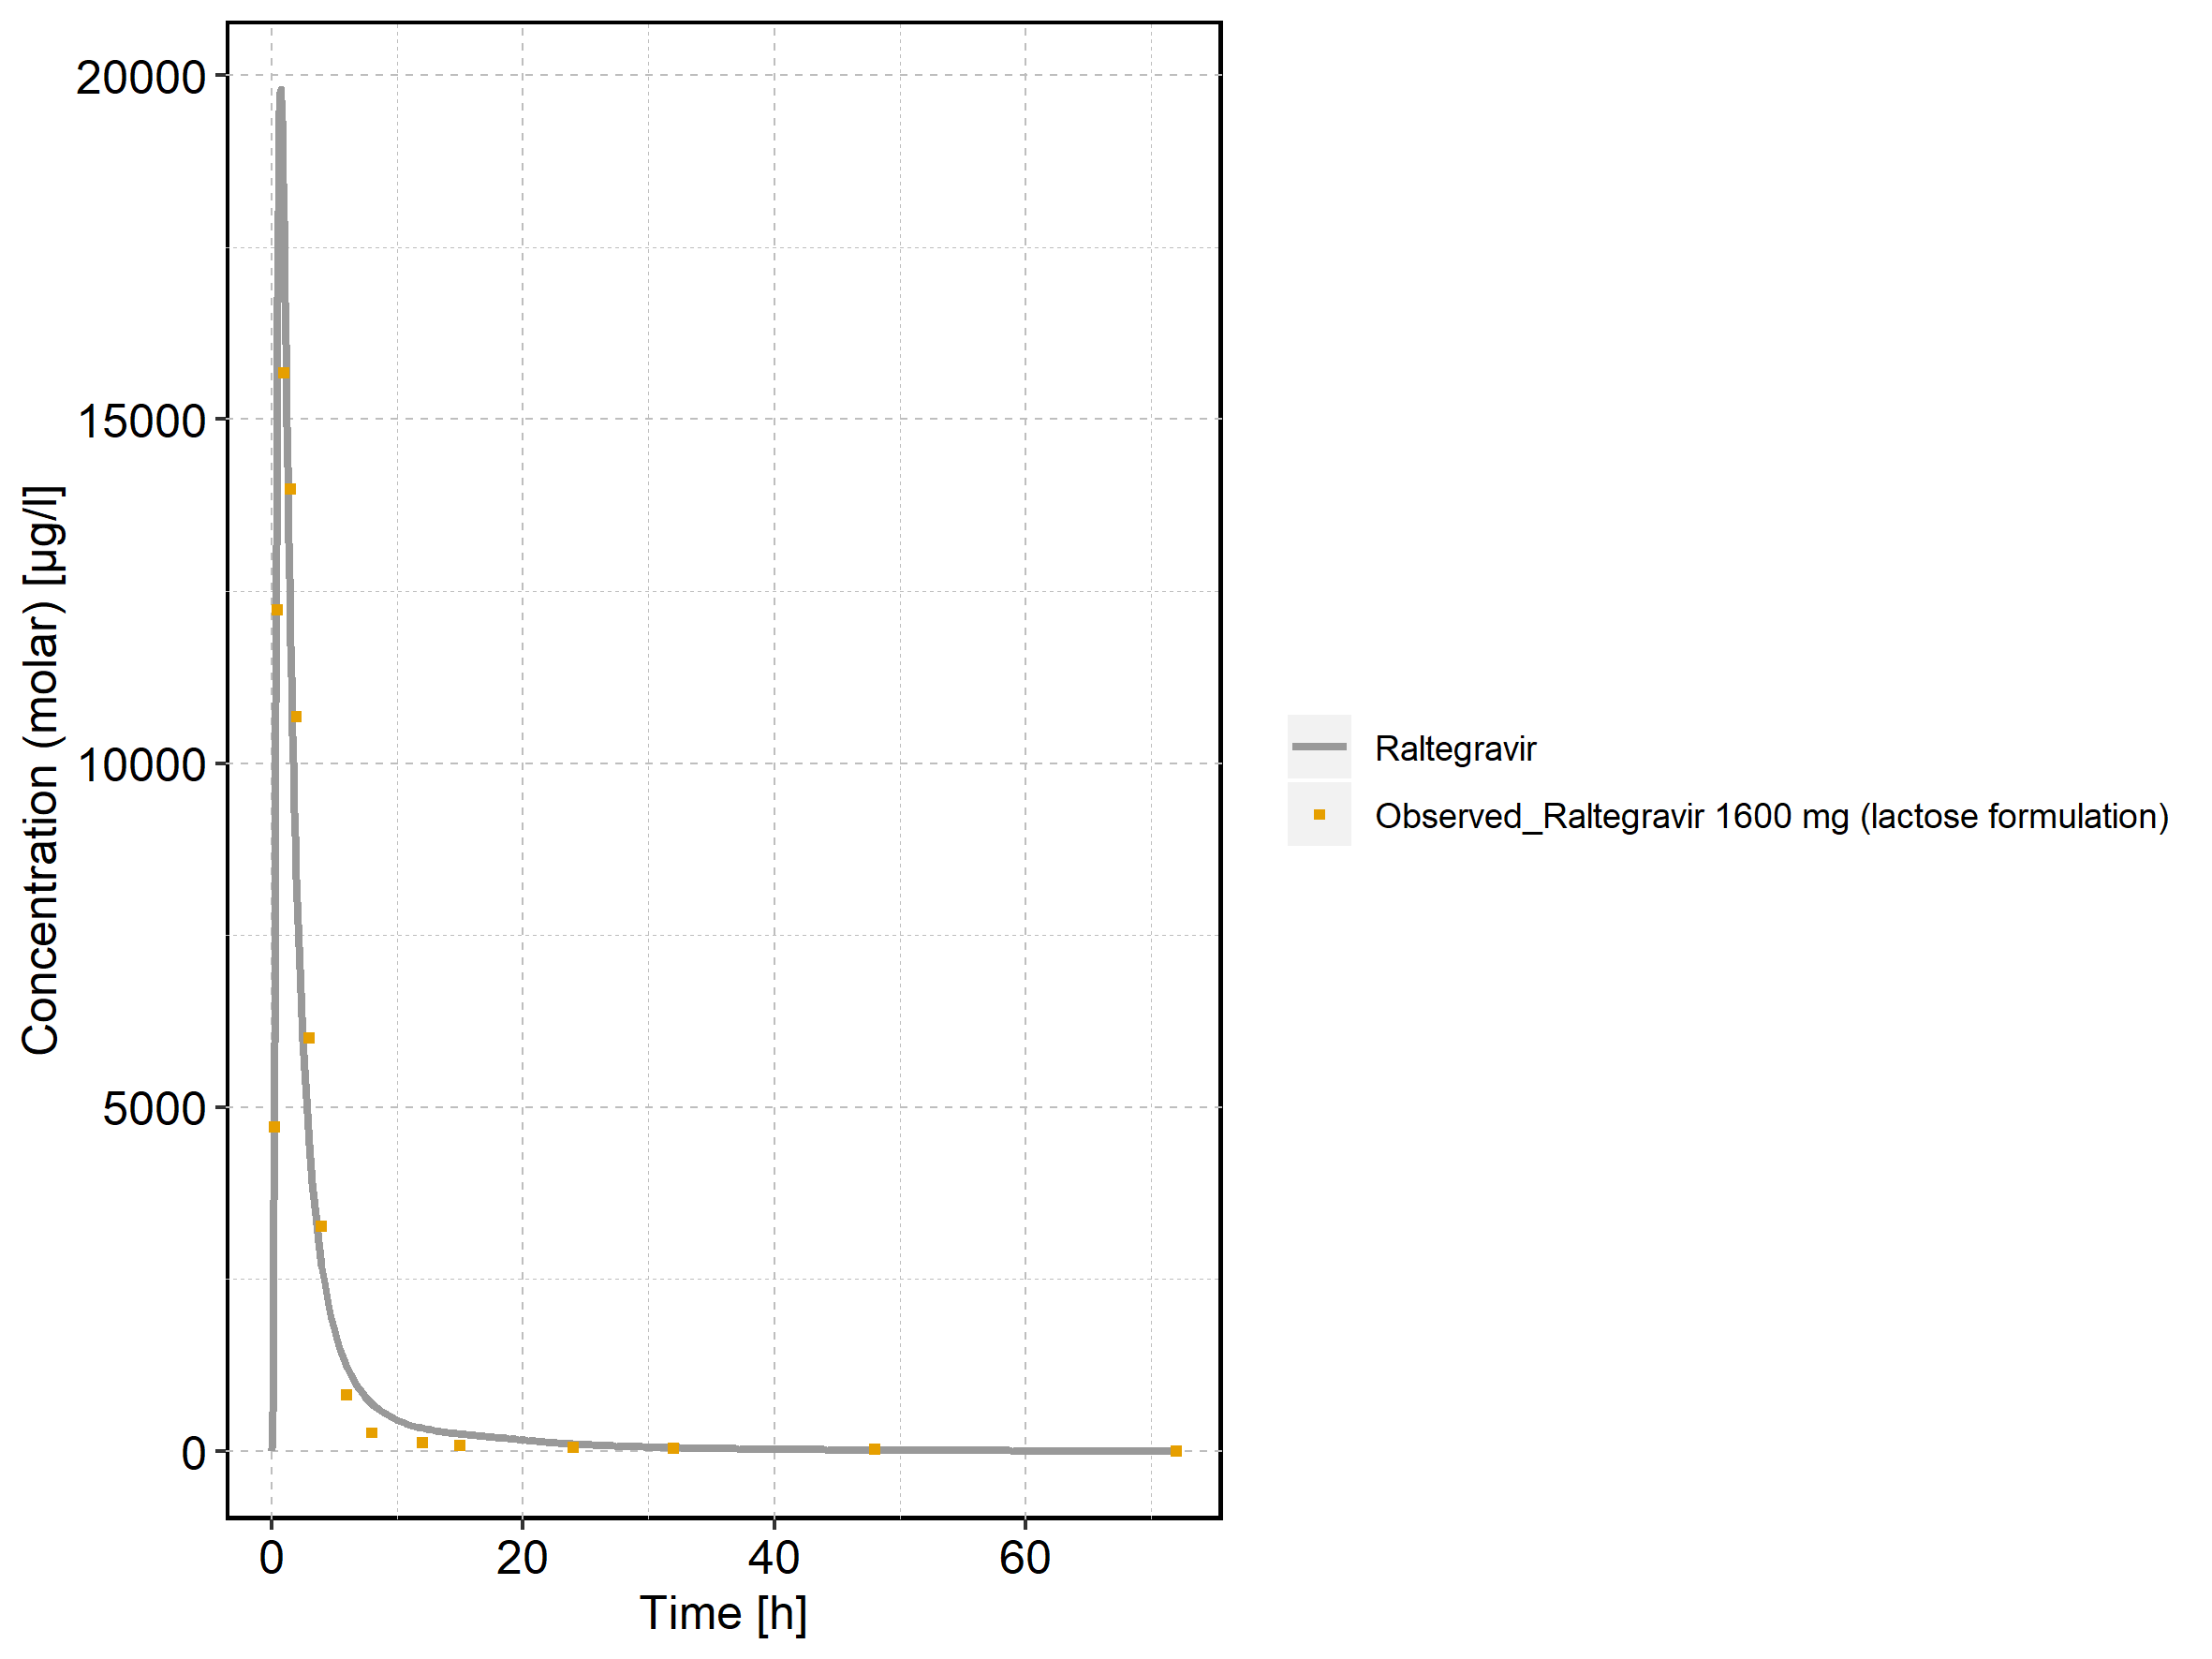 20000
15000
10000
5000
0
Concentration (molar) [µg/l]
0 20 40 60
Time [h]
Raltegravir
Observed_Raltegravir 1600 mg (lactose formulation)